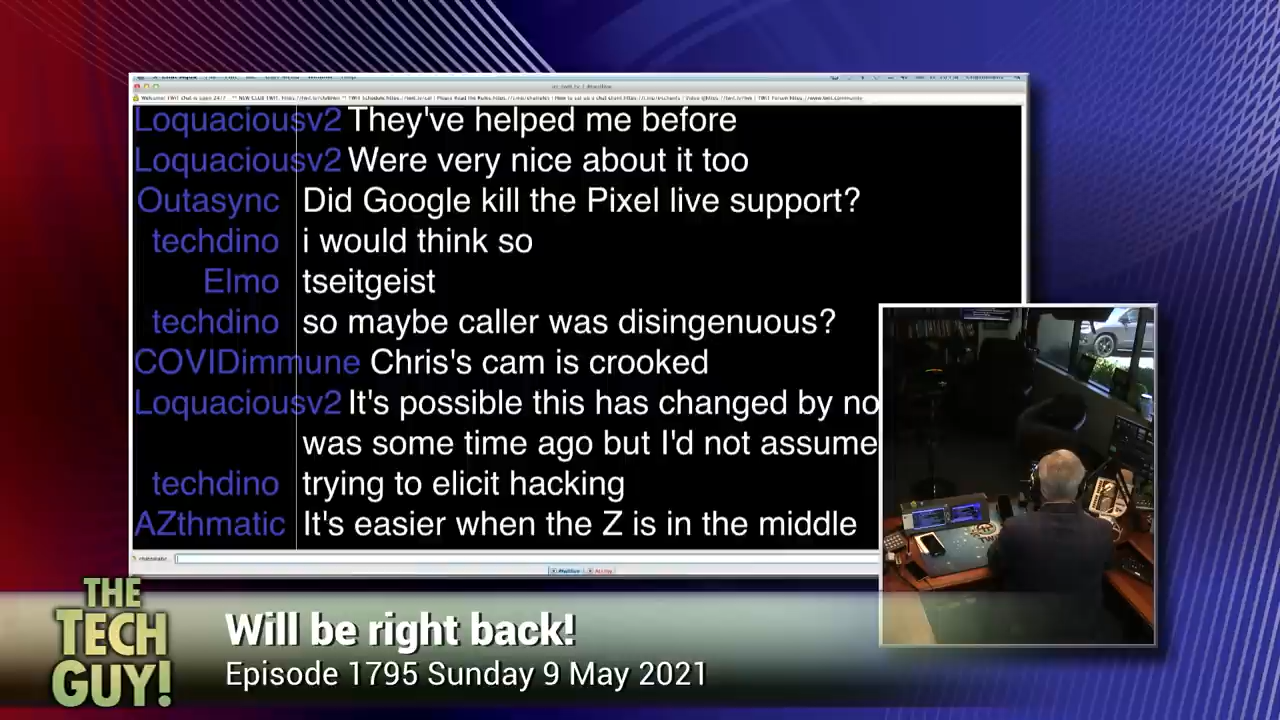 Loquaciousv2 They've helped me before
Loquaciousv2 Were very nice about it too
Outasync Did Google kill the Pixel live support?
techdino i would think so
Elmo tseitgeist
techdino so maybe caller was disingenuous?
COVIDimmune Chris's cam is crooked
Loquaciousv2 It's possible this has changed by no
was some time ago but I'd not assume
techdino trying to elicit hacking
AZthmatic It's easier when the Z is in the middle
THE
TECH
GUY!
Will be right back!
Episode 1795 Sunday 9 May 2021